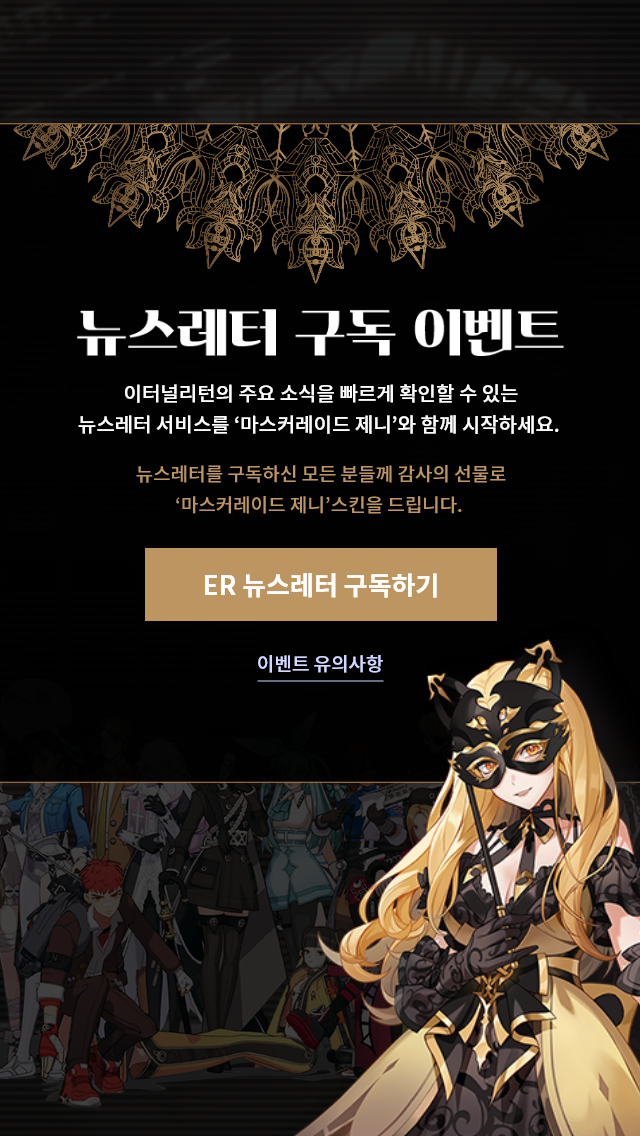 뉴스레터 구독 이벤트
이터널리턴의 주요 소식을 빠르게 확인할 수 있는
뉴스레터 서비스를 ‘마스커레이드 제니’와 함께 시작하세요.
뉴스레터를 구독하신 모든 분들께 감사의 선물로
‘마스커레이드 제니’스킨을 드립니다.
ER 뉴스레터 구독하기
이벤트 유의사항